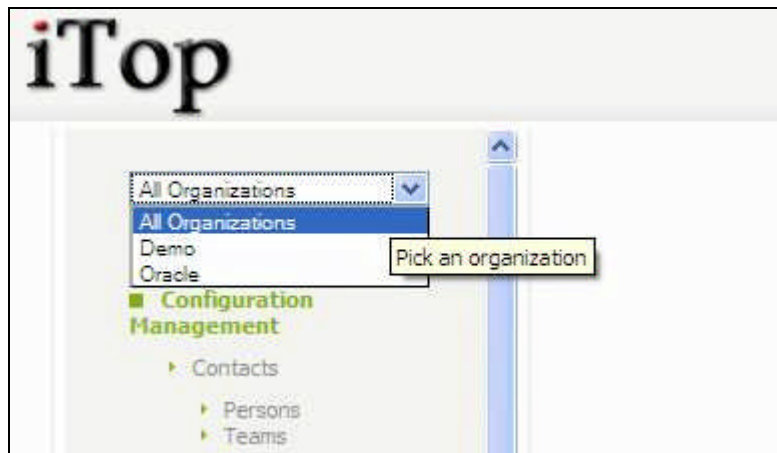 iTop
All Organizations
All Organizations
Demo
Oracle
Pick an organization
Configuration
Management
Contacts
Persons
Teams